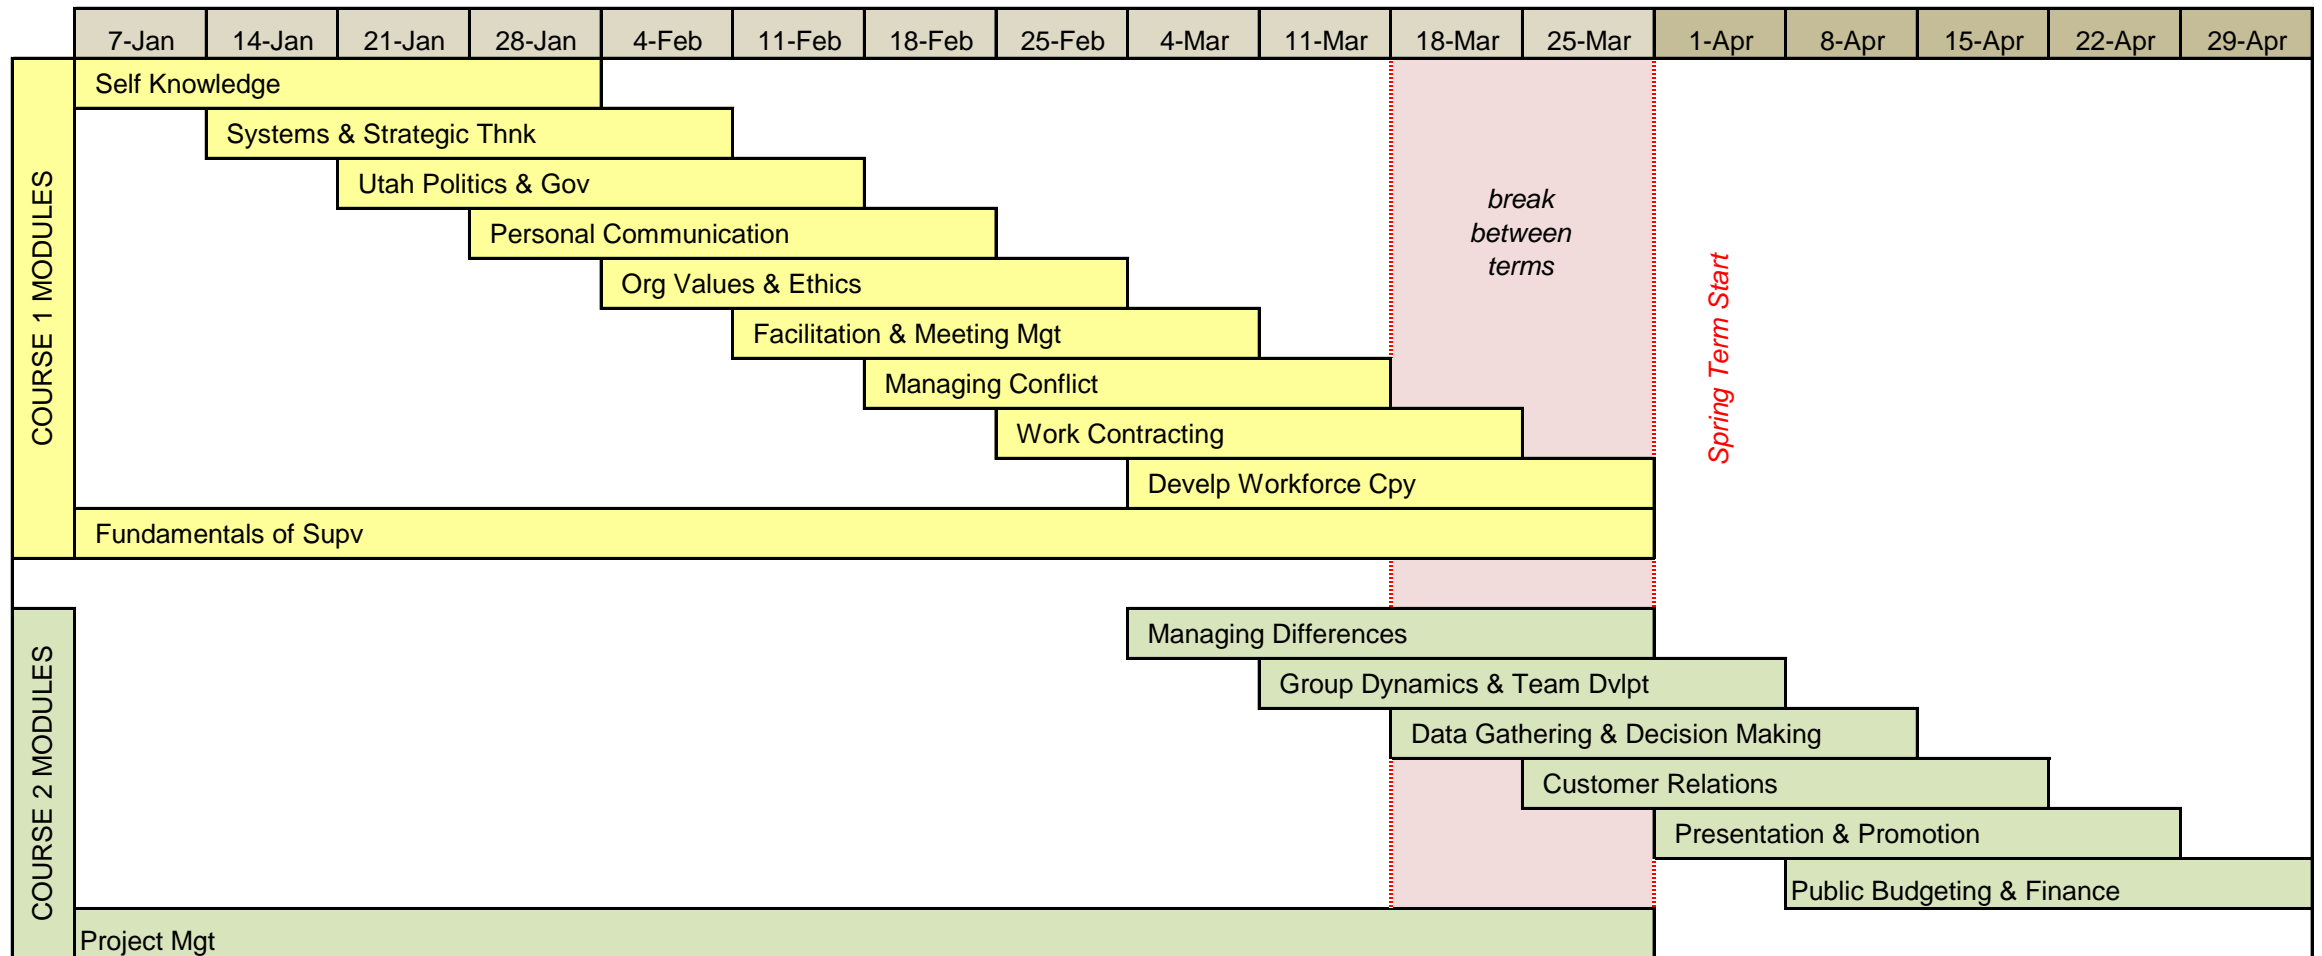 7-Jan 14-Jan 21-Jan 28-Jan 4-Feb 11-Feb 18-Feb 25-Feb 4-Mar 11-Mar 18-Mar 25-Mar 1-Apr 8-Apr 15-Apr 22-Apr 29-Apr
COURSE 1 MODULES
Self Knowledge
Systems & Strategic Thnk
Utah Politics & Gov
Personal Communication
Org Values & Ethics
Facilitation & Meeting Mgt
Managing Conflict
Work Contracting
Develp Workforce Cpy
Fundamentals of Supv
break
between
terms
Spring Term Start
COURSE 2 MODULES
Managing Differences
Group Dynamics & Team Dvlpt
Data Gathering & Decision Making
Customer Relations
Presentation & Promotion
Public Budgeting & Finance
Project Mgt